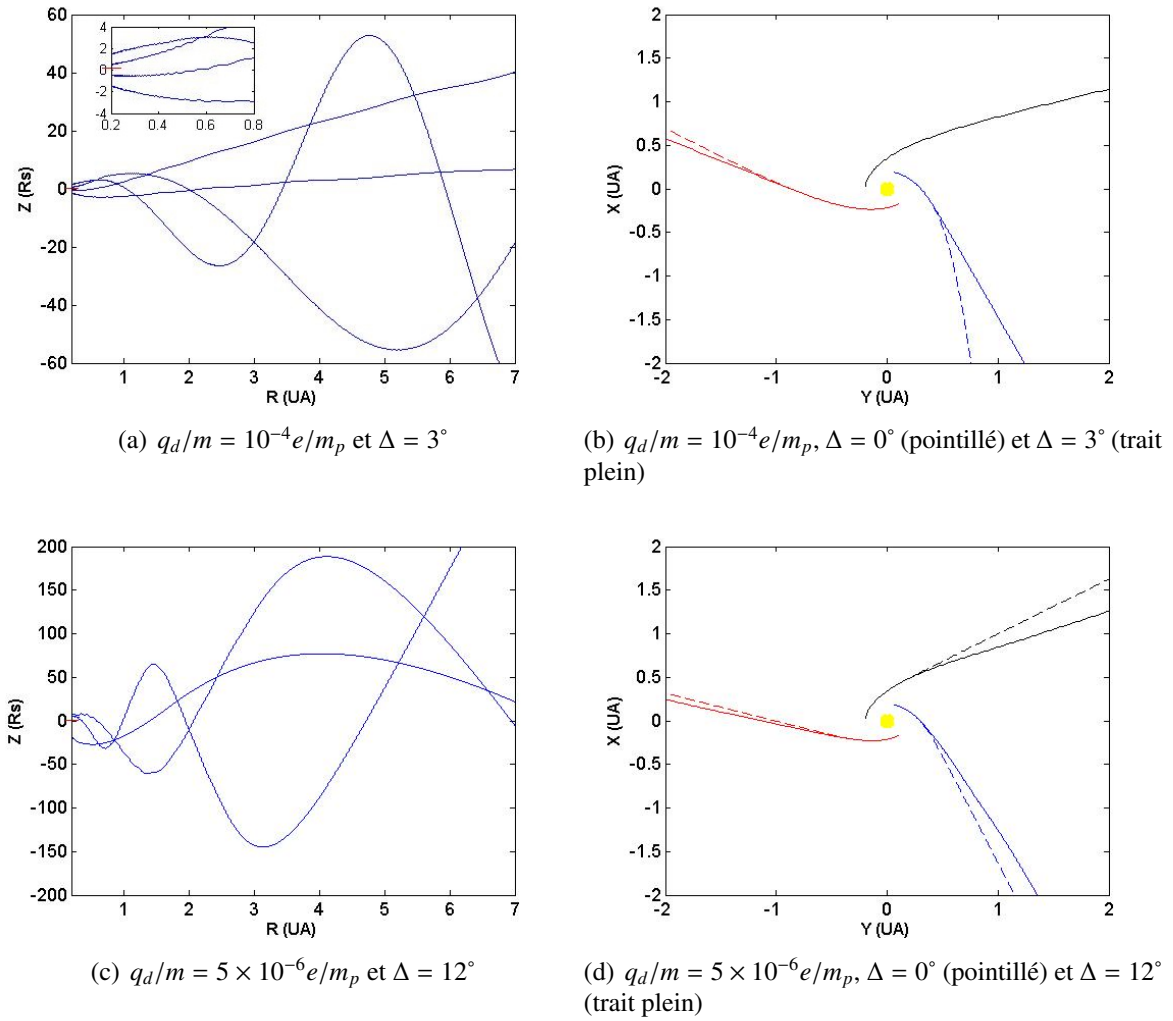 60
40
20
0
-20
-40
-60
Z (Rs)
4
2
0
-2
-4
0.2 0.4 0.6 0.8
1 2 3 4 5 6 7
R (UA)
(a) q_d/m = 10^{-4}e/m_p et Δ = 3°
2
1.5
1
0.5
0
-0.5
-1
-1.5
-2
X (UA)
-2 -1 0 1 2
Y (UA)
(b) q_d/m = 10^{-4}e/m_p, Δ = 0° (pointillé) et Δ = 3° (trait
plein)
200
150
100
50
0
-50
-100
-150
-200
Z (Rs)
1 2 3 4 5 6 7
R (UA)
(c) q_d/m = 5 × 10^{-6}e/m_p et Δ = 12°
2
1.5
1
0.5
0
-0.5
-1
-1.5
-2
X (UA)
-2 -1 0 1 2
Y (UA)
(d) q_d/m = 5 × 10^{-6}e/m_p, Δ = 0° (pointillé) et Δ = 12°
(trait plein)